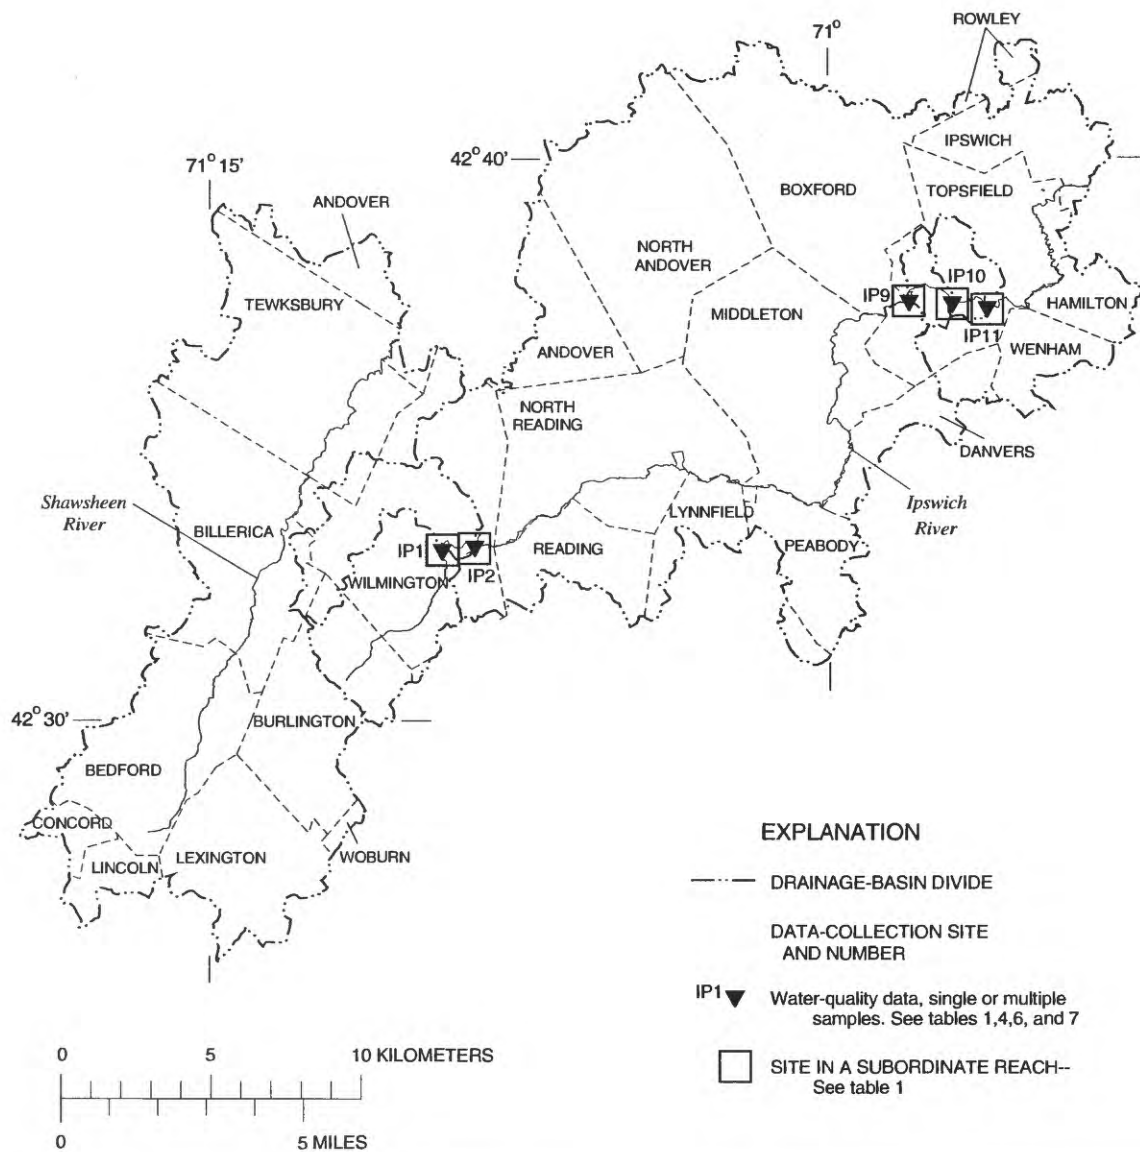 ROWLEY
71°
IPSWICH
42° 40'
71° 15'
BOXFORD
TOPSFIELD
ANDOVER
NORTH
ANDOVER
IP10
TEWKSBURY
IP9
HAMILTON
MIDDLETON
IP11
WENHAM
ANDOVER
NORTH
READING
DANVERS
Shawsheen
River
Ipswich
River
LYNNFIELD
BILLERICA
PEABODY
IP1
READING
IP2
WILMINGTON
42° 30'
BURLINGTON
BEDFORD
CONCORD
LINCOLN
LEXINGTON
WOBURN
EXPLANATION
DRAINAGE-BASIN DIVIDE
DATA-COLLECTION SITE
AND NUMBER
IP1
Water-quality data, single or multiple
samples. See tables 1,4,6, and 7
SITE IN A SUBORDINATE REACH--
See table 1
0 5 10 KILOMETERS
0 5 MILES